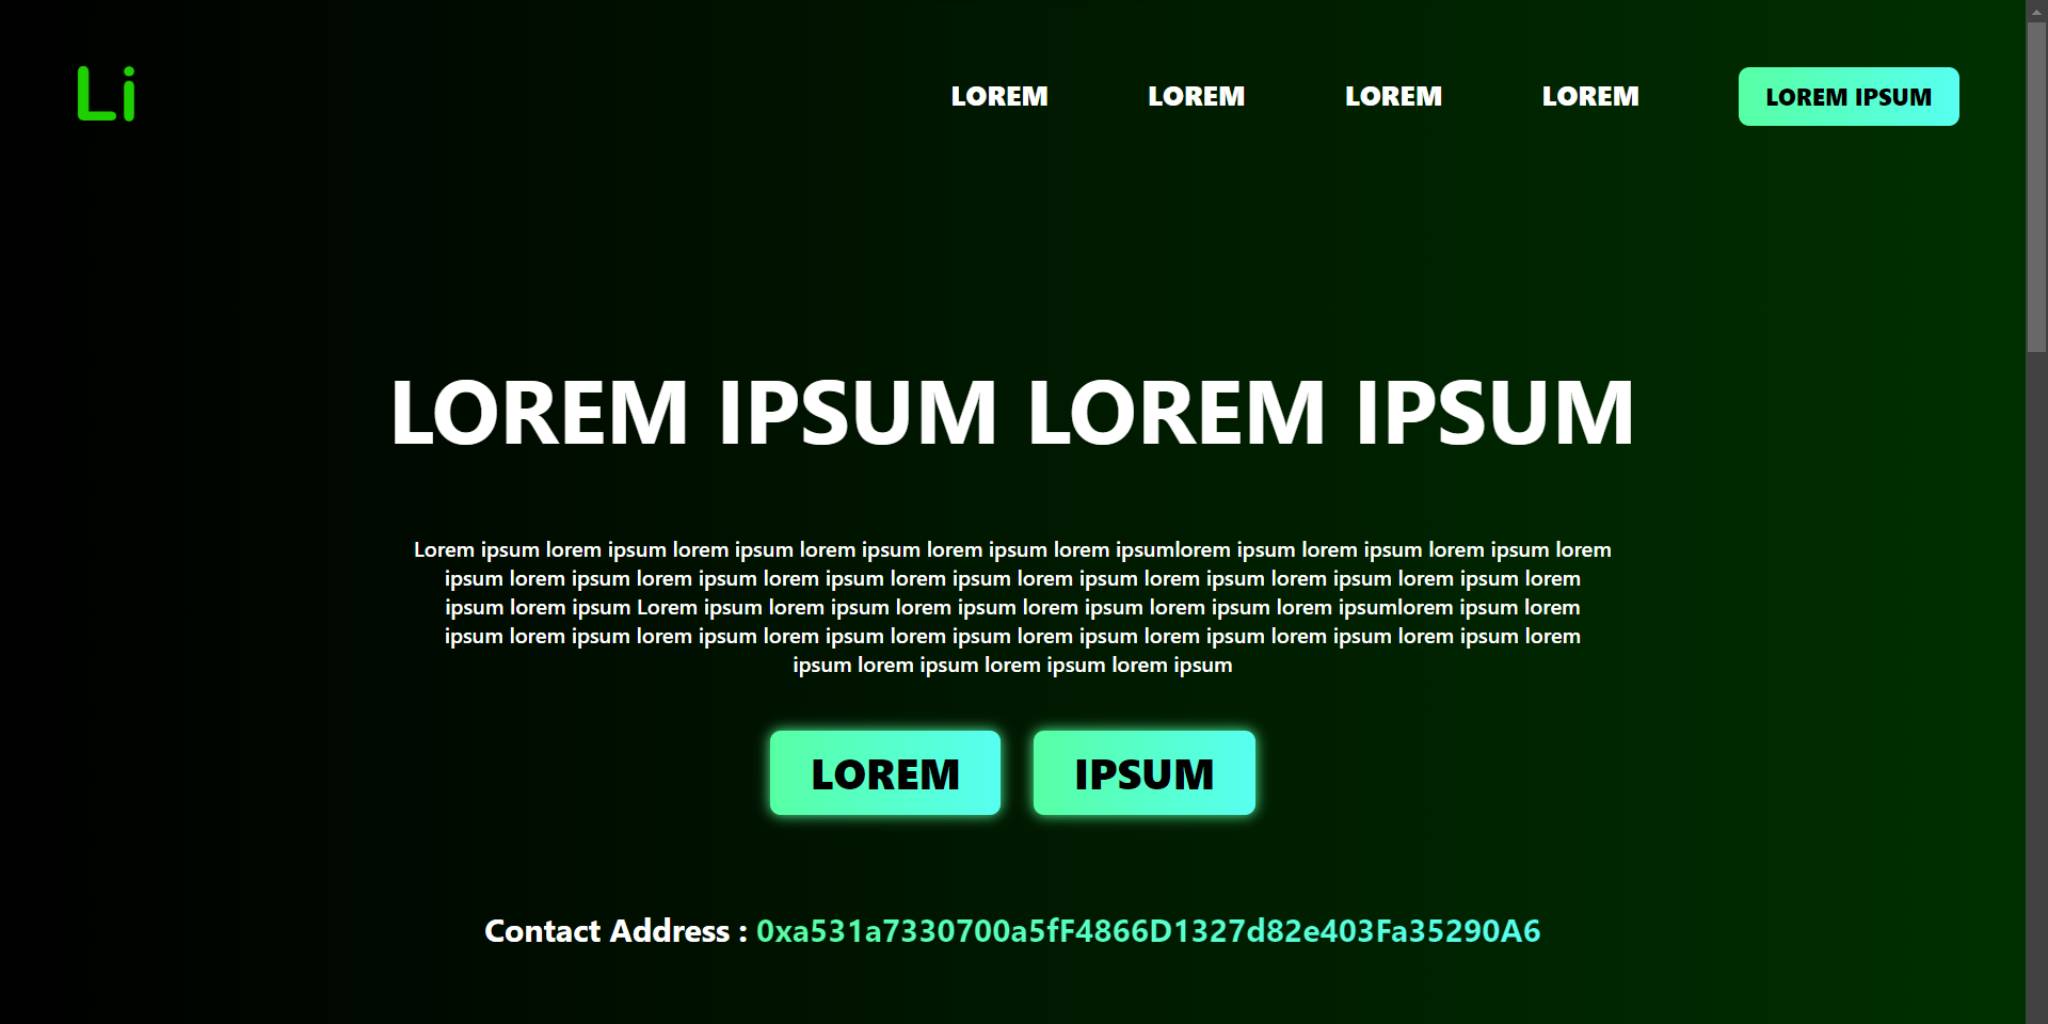 Li
LOREM LOREM LOREM LOREM LOREM IPSUM
LOREM IPSUM LOREM IPSUM
Lorem ipsum lorem ipsum lorem ipsum lorem ipsum lorem ipsum lorem ipsumlorem ipsum lorem ipsum lorem ipsum lorem
ipsum lorem ipsum lorem ipsum lorem ipsum lorem ipsum lorem ipsum lorem ipsum lorem ipsum lorem ipsum lorem
ipsum lorem ipsum Lorem ipsum lorem ipsum lorem ipsum lorem ipsum lorem ipsum lorem ipsumlorem ipsum lorem
ipsum lorem ipsum lorem ipsum lorem ipsum lorem ipsum lorem ipsum lorem ipsum lorem ipsum lorem ipsum lorem
ipsum lorem ipsum lorem ipsum lorem ipsum
LOREM IPSUM
Contact Address : 0xa531a7330700a5fF4866D1327d82e403Fa35290A6